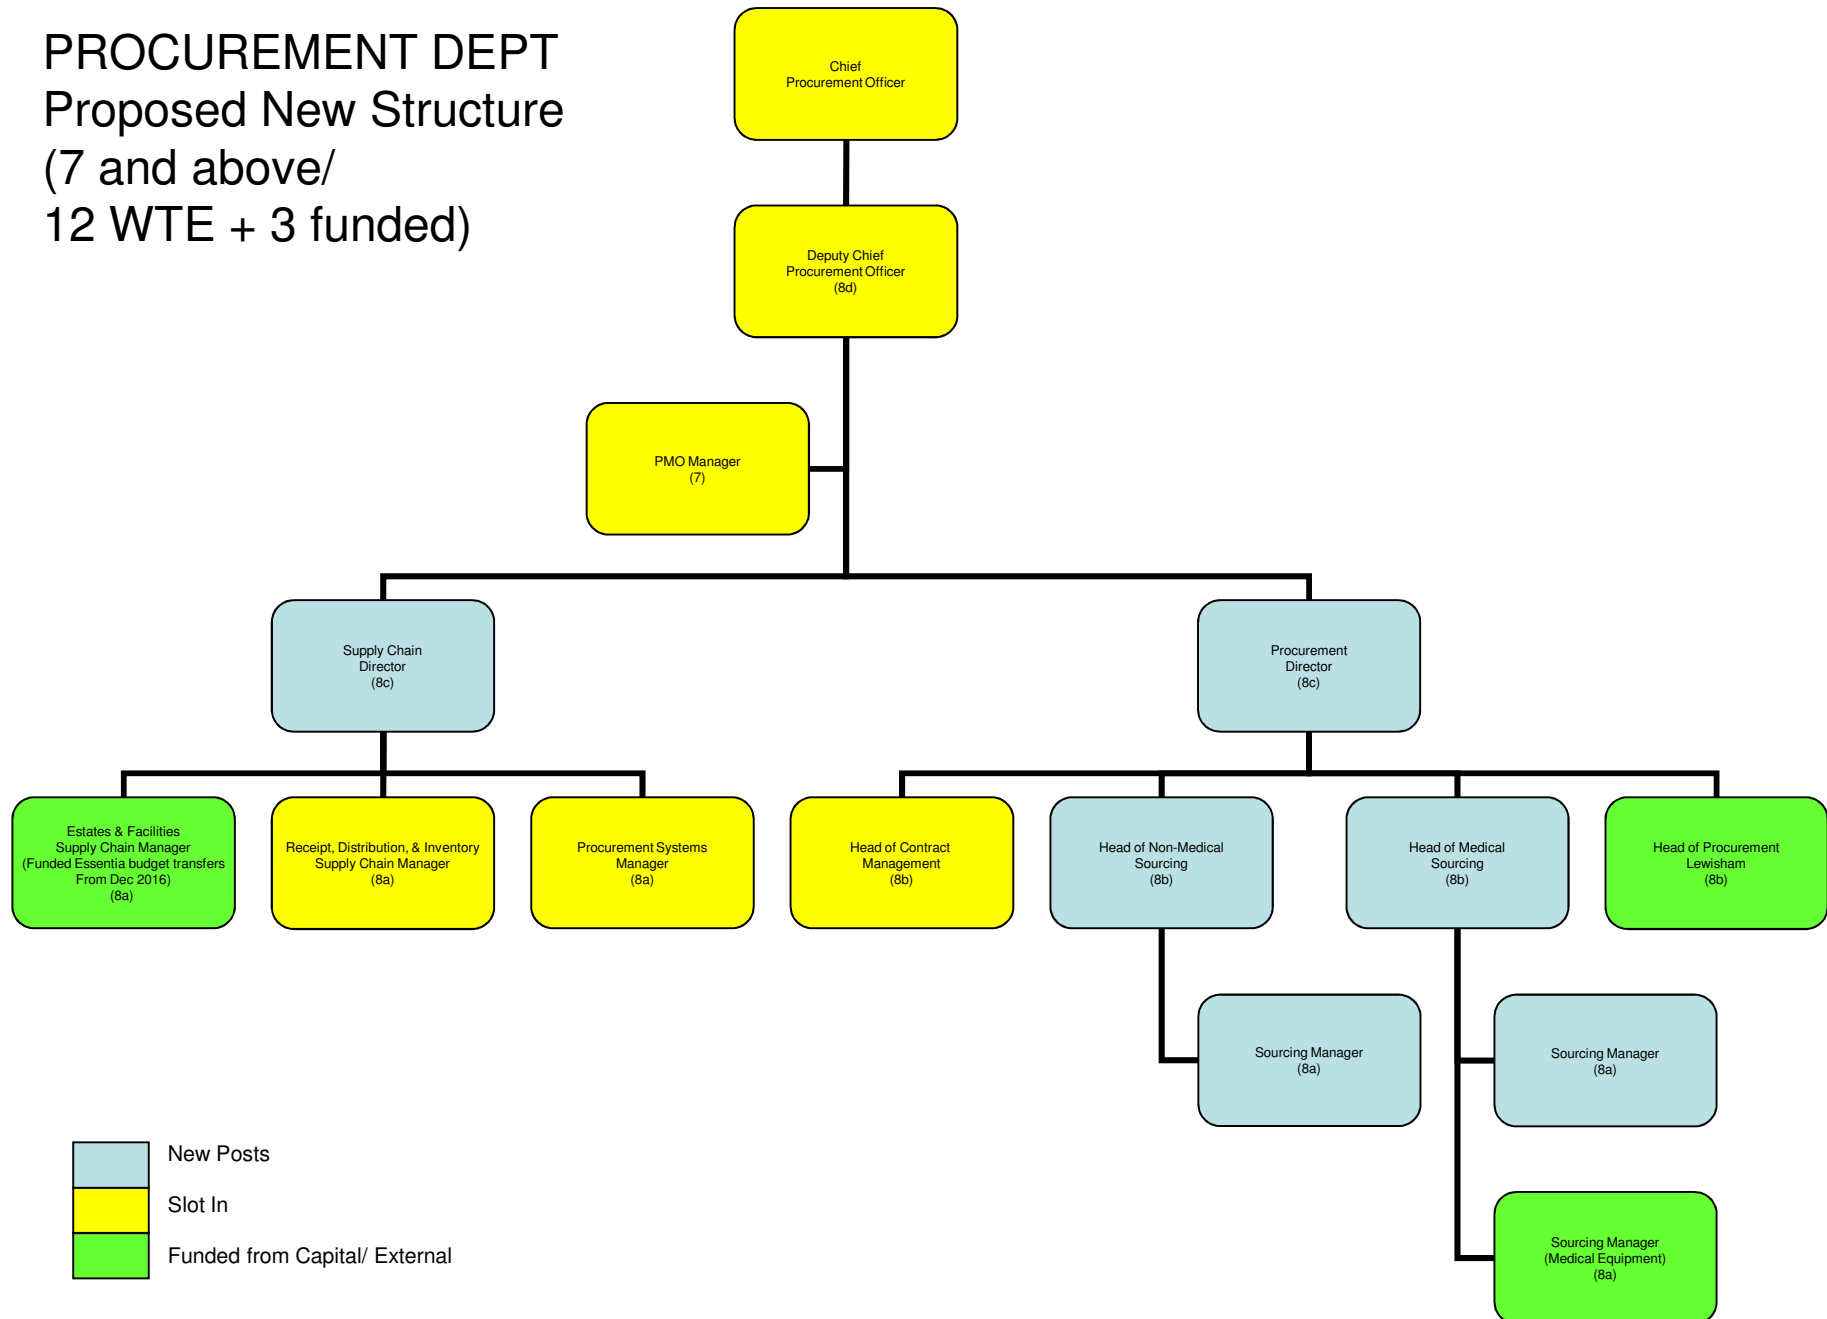 PROCUREMENT DEPT
Proposed New Structure
(7 and above/
12 WTE + 3 funded)
Chief
Procurement Officer
Deputy Chief
Procurement Officer
(8d)
PMO Manager
(7)
Supply Chain
Director
(8c)
Procurement
Director
(8c)
Estates & Facilities
Supply Chain Manager
(Funded Essentia budget transfers
From Dec 2016)
(8a)
Receipt, Distribution, & Inventory
Supply Chain Manager
(8a)
Procurement Systems
Manager
(8a)
Head of Contract
Management
(8b)
Head of Non-Medical
Sourcing
(8b)
Head of Medical
Sourcing
(8b)
Head of Procurement
Lewisham
(8b)
Sourcing Manager
(8a)
Sourcing Manager
(8a)
Sourcing Manager
(Medical Equipment)
(8a)
New Posts
Slot In
Funded from Capital/ External